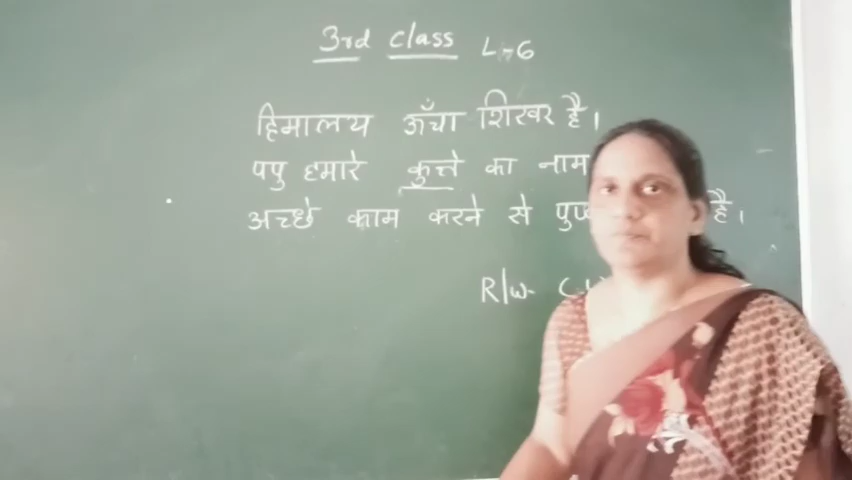 3rd class L-6
हिमालय ऊँचा शिखर है।
पपु हमारे कुत्ते का नाम
अच्छे काम करने से है।
R/w